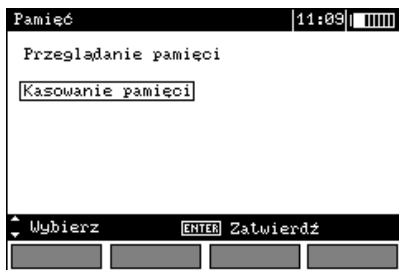 Pamięć 11:09
Przeglądanie pamięci
Kasowanie pamięci
Wybierz ENTER Zatwierdź